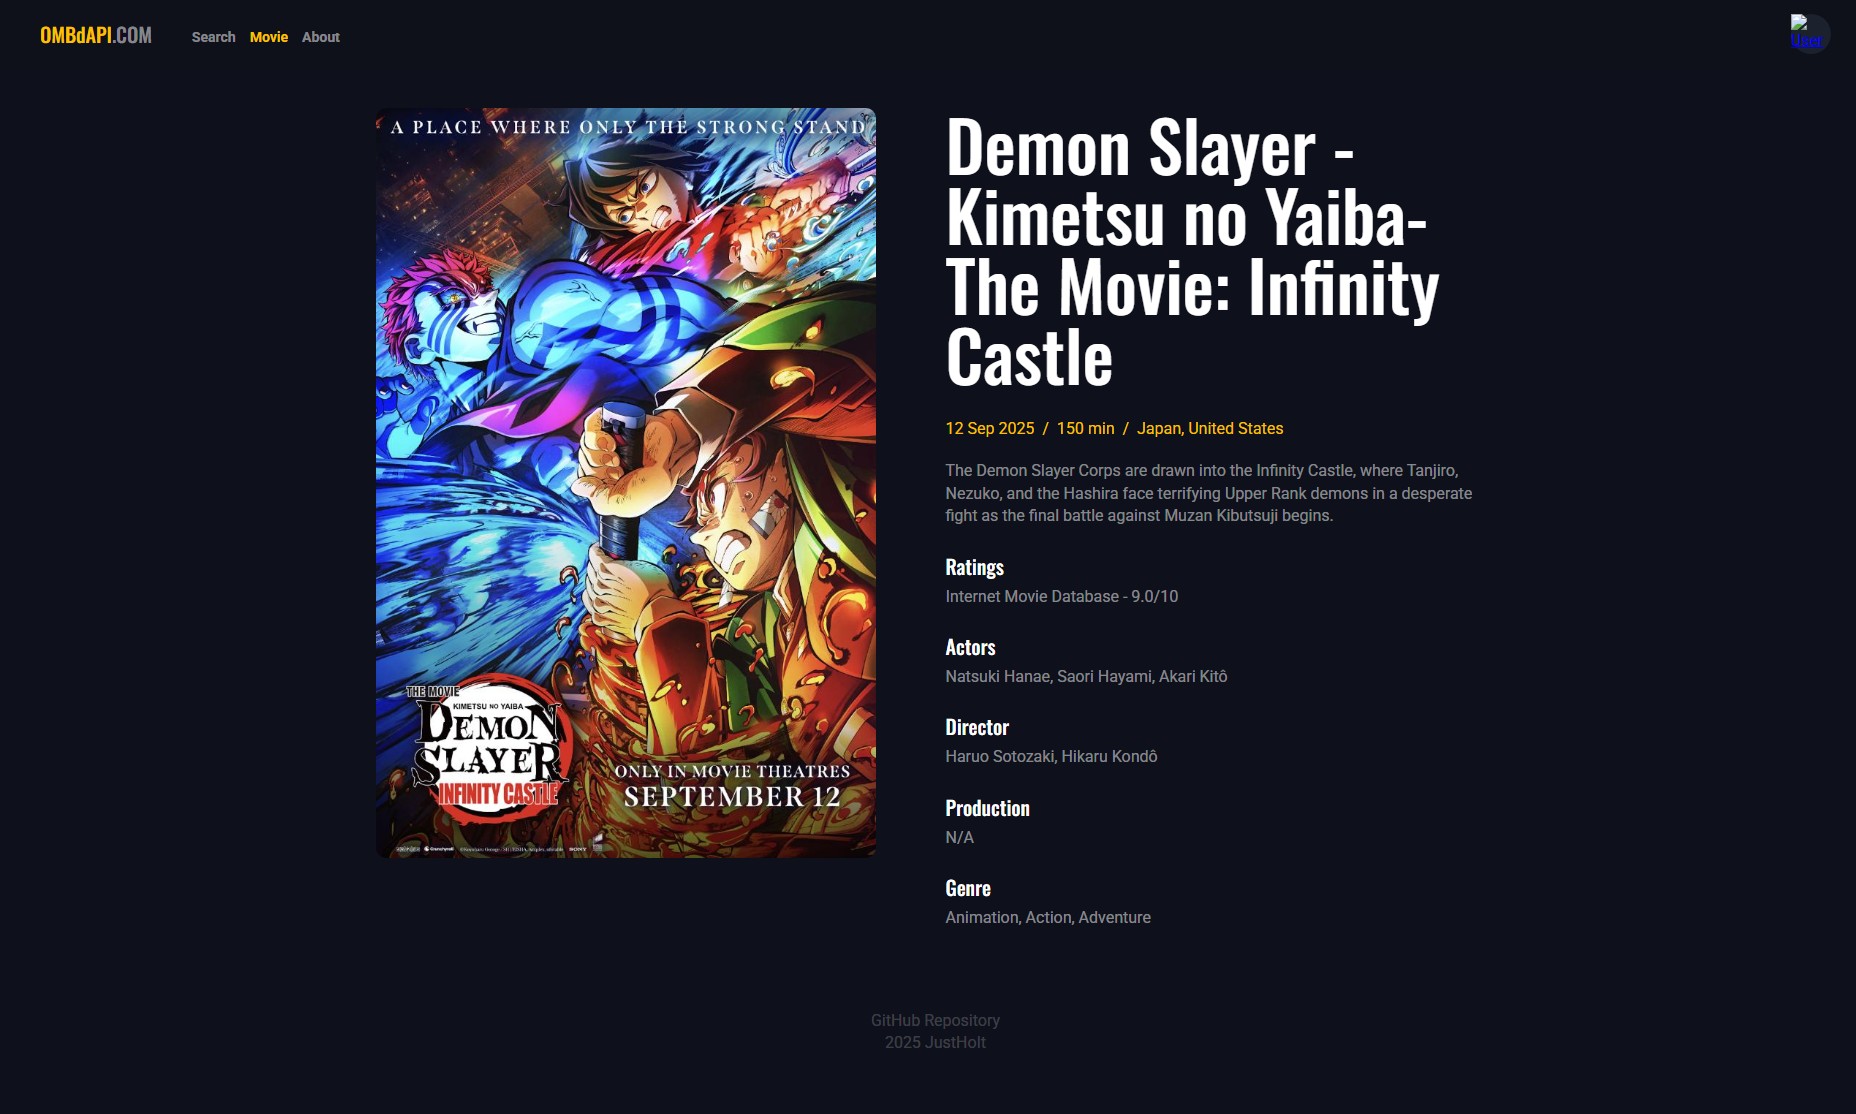 OMBdAPI.COM
Search Movie About
User
A PLACE WHERE ONLY THE STRONG STAND
THE MOVIE
KIMETSU NO YAIBA
DEMON
SLAYER
INFINITY CASTLE
ONLY IN MOVIE THEATRES
SEPTEMBER 12
Crunchyroll
SONY
Demon Slayer -
Kimetsu no Yaiba-
The Movie: Infinity
Castle
12 Sep 2025 / 150 min / Japan, United States
The Demon Slayer Corps are drawn into the Infinity Castle, where Tanjiro,
Nezuko, and the Hashira face terrifying Upper Rank demons in a desperate
fight as the final battle against Muzan Kibutsuji begins.
Ratings
Internet Movie Database - 9.0/10
Actors
Natsuki Hanae, Saori Hayami, Akari Kitô
Director
Haruo Sotozaki, Hikaru Kondô
Production
N/A
Genre
Animation, Action, Adventure
GitHub Repository
2025 JustHolt